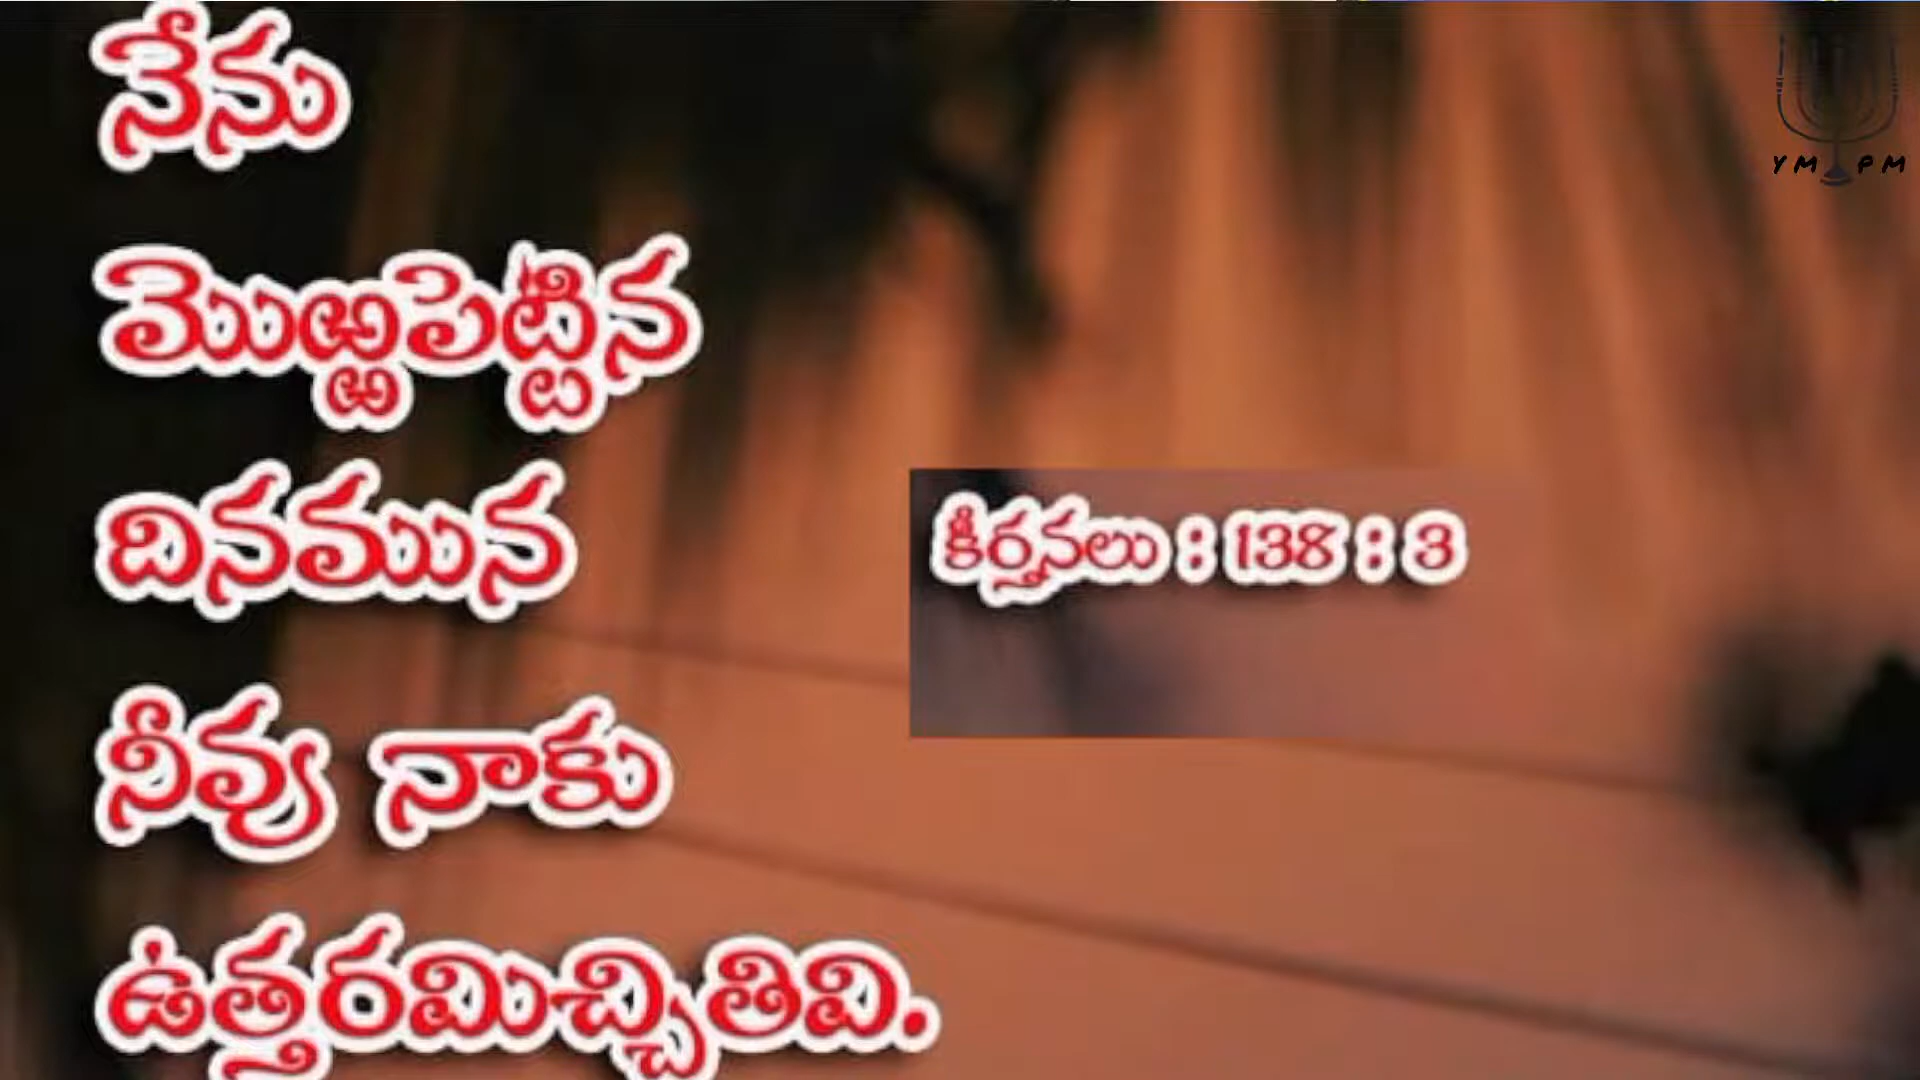 నేను
మొఱ్ఱపెట్టిన
దినమున
నీవు నాకు
ఉత్తరమిచ్చితివి.
కీర్తనలు : 138 : 3
YM PM